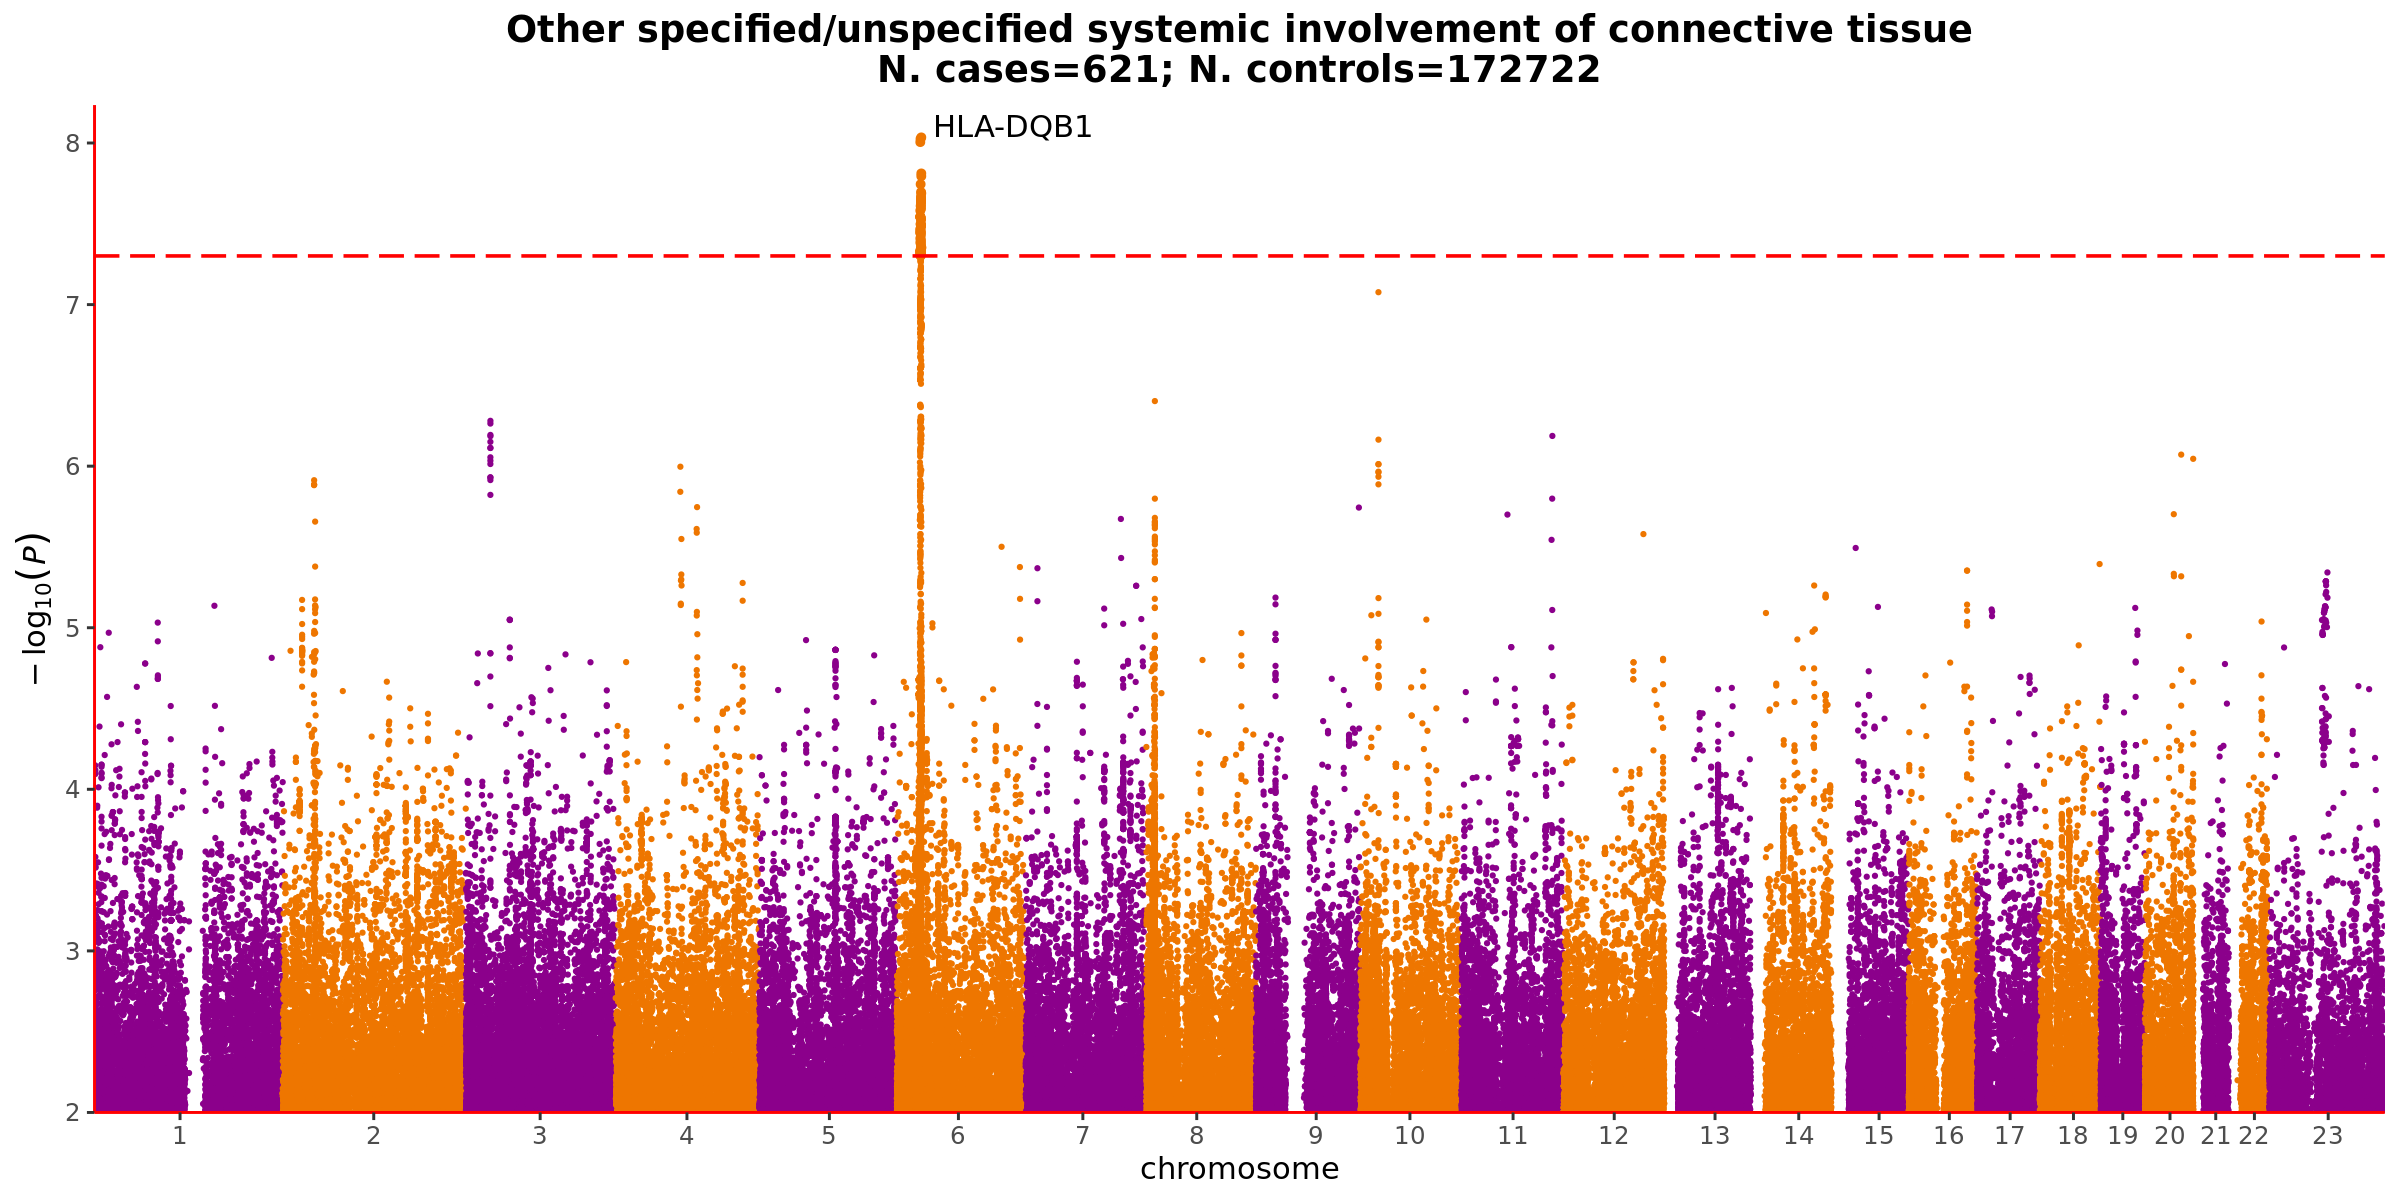 Other specified/unspecified systemic involvement of connective tissue
N. cases=621; N. controls=172722
HLA-DQB1
8
7
6
5
4
3
2
− log10(P)
1 2 3 4 5 6 7 8 9 10 11 12 13 14 15 16 17 18 19 20 21 22 23
chromosome